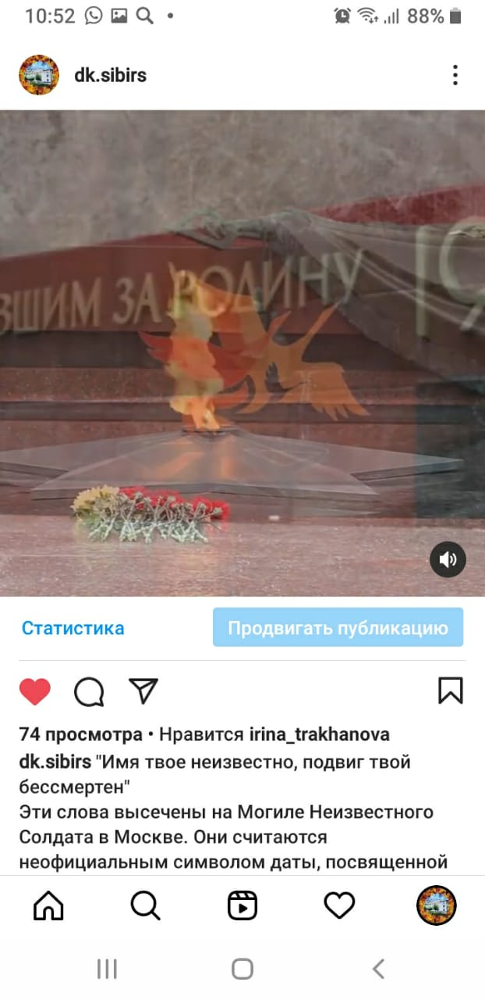 10:52
88%
dk.sibirs
ВШИМ ЗА РОДИНУ
19
Статистика
Продвигать публикацию
74 просмотра • Нравится irina_trakhanova
dk.sibirs "Имя твое неизвестно, подвиг твой
бессмертен"
Эти слова высечены на Могиле Неизвестного
Солдата в Москве. Они считаются
неофициальным символом даты, посвященной